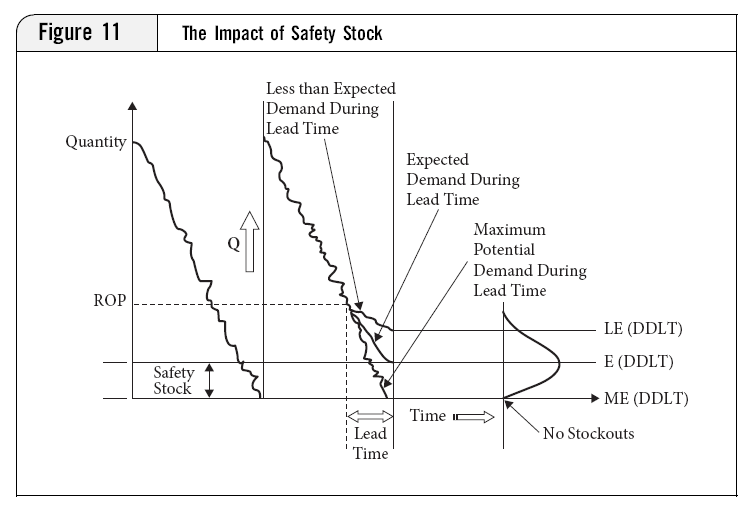 Figure 11
The Impact of Safety Stock
Less than Expected
Demand During
Lead Time
Quantity
Expected
Demand During
Lead Time
Maximum
Potential
Demand During
Lead Time
Q
ROP
LE (DDLT)
E (DDLT)
Safety
Stock
ME (DDLT)
Time
Lead
Time
No Stockouts